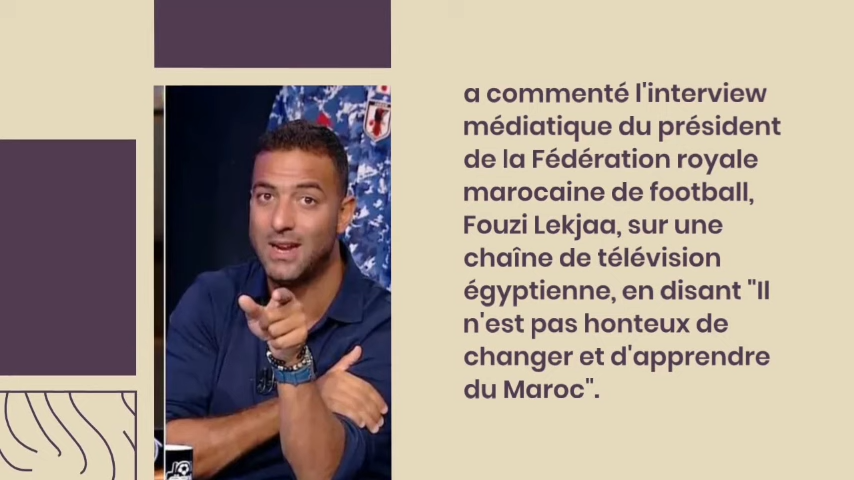 a commenté l'interview
médiatique du président
de la Fédération royale
marocaine de football,
Fouzi Lekjaa, sur une
chaîne de télévision
égyptienne, en disant "Il
n'est pas honteux de
changer et d'apprendre
du Maroc".